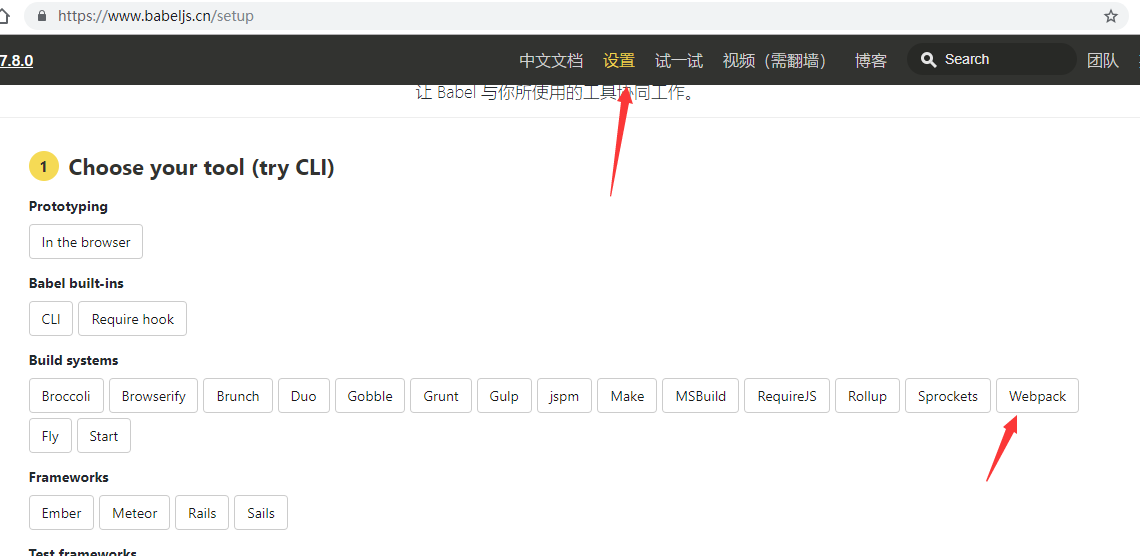 https://www.babeljs.cn/setup
7.8.0 中文文档 设置 试一试 视频（需翻墙） 博客 Search 团队
让 Babel 与你所使用的工具协同工作。
1 Choose your tool (try CLI)
Prototyping
In the browser
Babel built-ins
CLI Require hook
Build systems
Broccoli Browserify Brunch Duo Gobble Grunt Gulp jspm Make MSBuild RequireJS Rollup Sprockets Webpack
Fly Start
Frameworks
Ember Meteor Rails Sails
Test frameworks